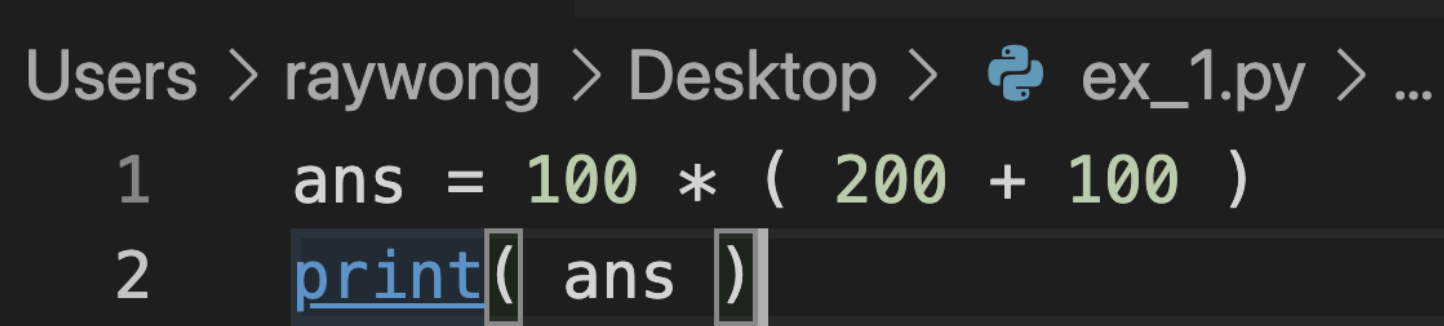 Users > raywong > Desktop > ex_1.py > ...
1 ans = 100 * ( 200 + 100 )
2 print( ans )